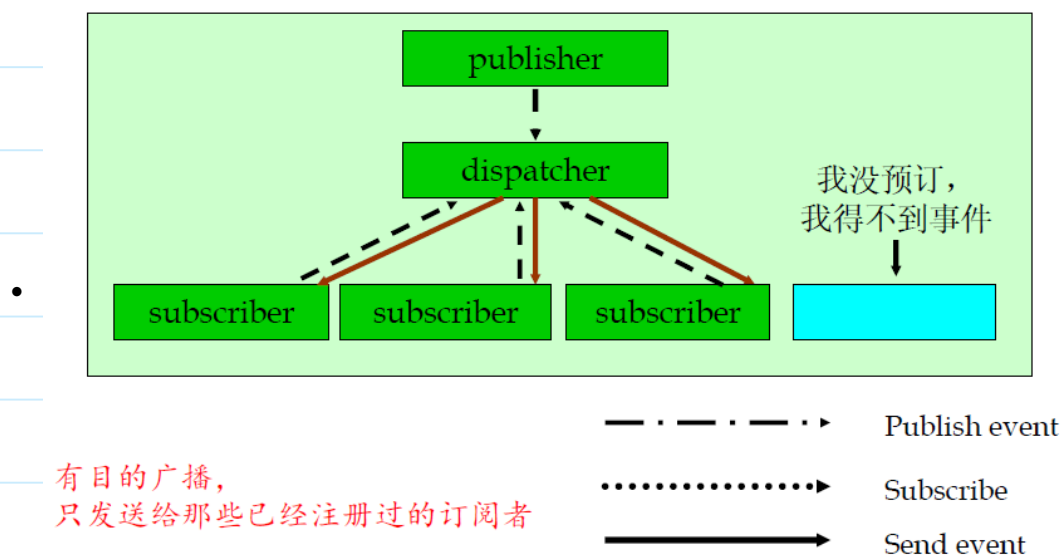 publisher
dispatcher
我没预订，
我得不到事件
subscriber
subscriber
subscriber
Publish event
有目的广播，
只发送给那些已经注册过的订阅者
Subscribe
Send event